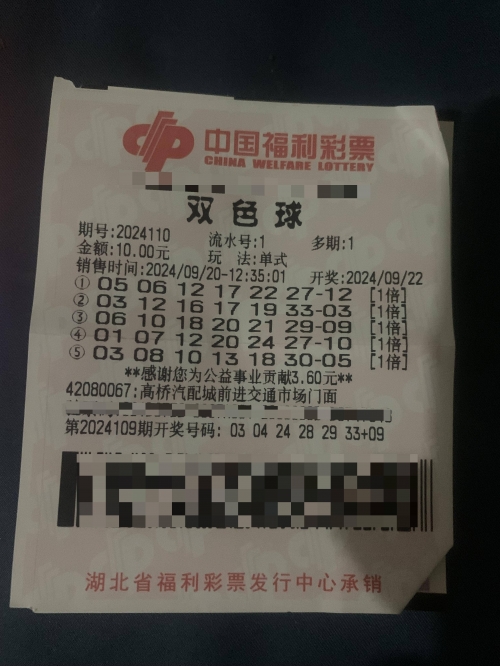 中国福利彩票
CHINA WELFARE LOTTERY
双色球
期号:2024110 流水号:1 多期:1
金额:10.00元 玩 法:单式
销售时间:2024/09/20-12:35:01 开奖:2024/09/22
① 05 06 12 17 22 27-12 [1倍]
② 03 12 16 17 19 33-03 [1倍]
③ 06 10 18 20 21 29-09 [1倍]
④ 01 07 12 20 24 27-10 [1倍]
⑤ 03 08 10 13 18 30-05 [1倍]
**感谢您为公益事业贡献3.60元**
42080067:高桥汽配城前进交通市场门面
第2024109期开奖号码: 03 04 24 28 29 33+09
湖北省福利彩票发行中心承销